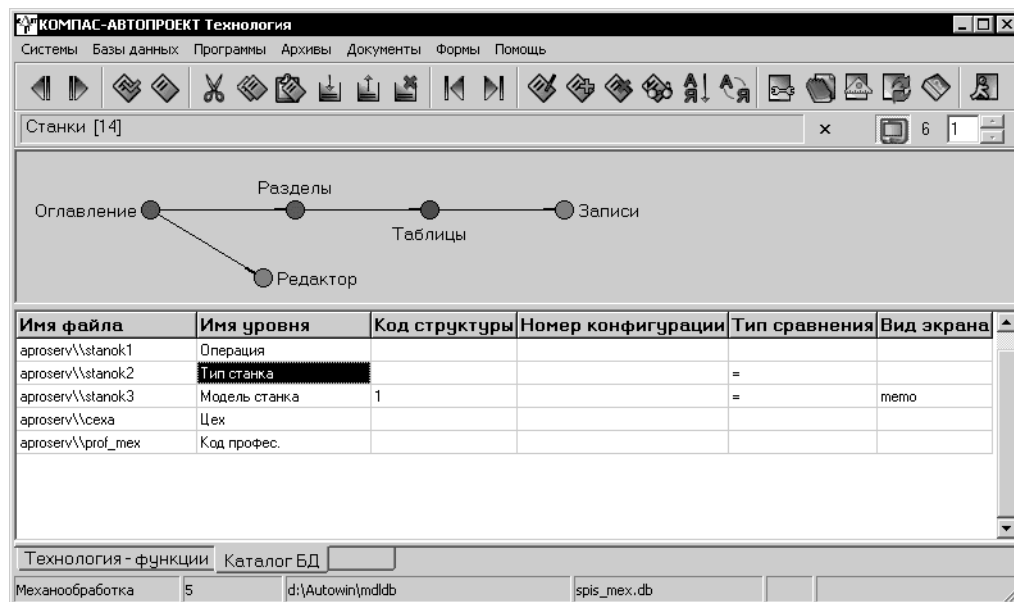 КОМПАС-АВТОПРОЕКТ Технология
Системы Базы данных Программы Архивы Документы Формы Помощь
Станки [14] × 6 1
Разделы
Оглавление Записи
Таблицы
Редактор
Имя файла Имя уровня Код структуры Номер конфигурации Тип сравнения Вид экрана
aproserv\\stanok1 Операция
aproserv\\stanok2 Тип станка =
aproserv\\stanok3 Модель станка 1 = memo
aproserv\\cexa Цех
aproserv\\prof_mex Код профес.
Технология - функции Каталог БД
Механообработка 5 d:\Autowin\mdldb spis_mex.db